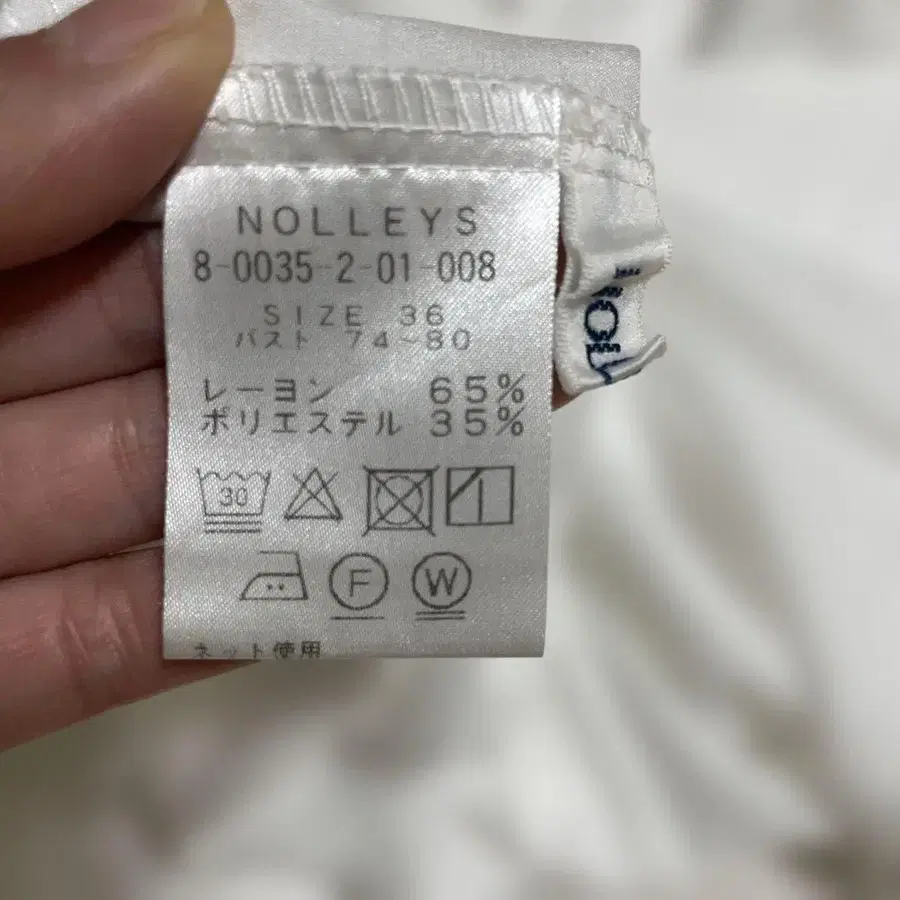 NOLLEYS
8-0035-2-01-008
SIZE 36
バスト 74-80
レーヨン 65%
ポリエステル 35%
30
F
W
ネット使用